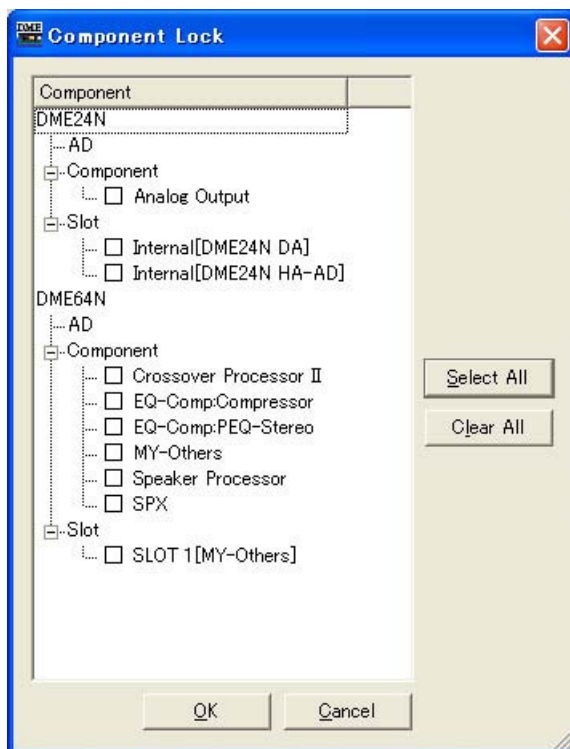 DME Component Lock
Component
DME24N
AD
Component
Analog Output
Slot
Internal[DME24N DA]
Internal[DME24N HA-AD]
DME64N
AD
Component
Crossover Processor II
EQ-Comp:Compressor
EQ-Comp:PEQ-Stereo
MY-Others
Speaker Processor
SPX
Slot
SLOT 1[MY-Others]
Select All
Clear All
OK
Cancel